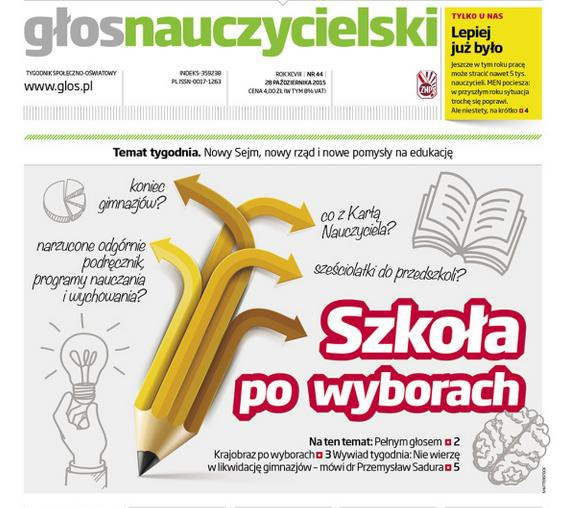 głosnauczycielski
TYGODNIK SPOŁECZNO-OŚWIATOWY
www.glos.pl
INDEKS-359238
PL ISSN-0017-1263
ROK XCVIII ■ NR 44
28 PAŹDZIERNIKA 2015
CENA 4,00 ZŁ (W TYM 8% VAT)
ZNP
TYLKO U NAS
Lepiej
już było
Jeszcze w tym roku pracę
może stracić nawet 5 tys.
nauczycieli. MEN pociesza:
w przyszłym roku sytuacja
trochę się poprawi.
Ale niestety, na krótko ■ 4
Temat tygodnia. Nowy Sejm, nowy rząd i nowe pomysły na edukację
koniec
gimnazjów?
co z Kartą
Nauczyciela?
narzucone odgórnie
podręcznik,
programy nauczania
i wychowania?
sześciolatki do przedszkoli?
Szkoła
po wyborach
Na ten temat: Pełnym głosem ■ 2
Krajobraz po wyborach ■ 3 Wywiad tygodnia: Nie wierzę
w likwidację gimnazjów – mówi dr Przemysław Sadura ■ 5
SHUTTERSTOCK